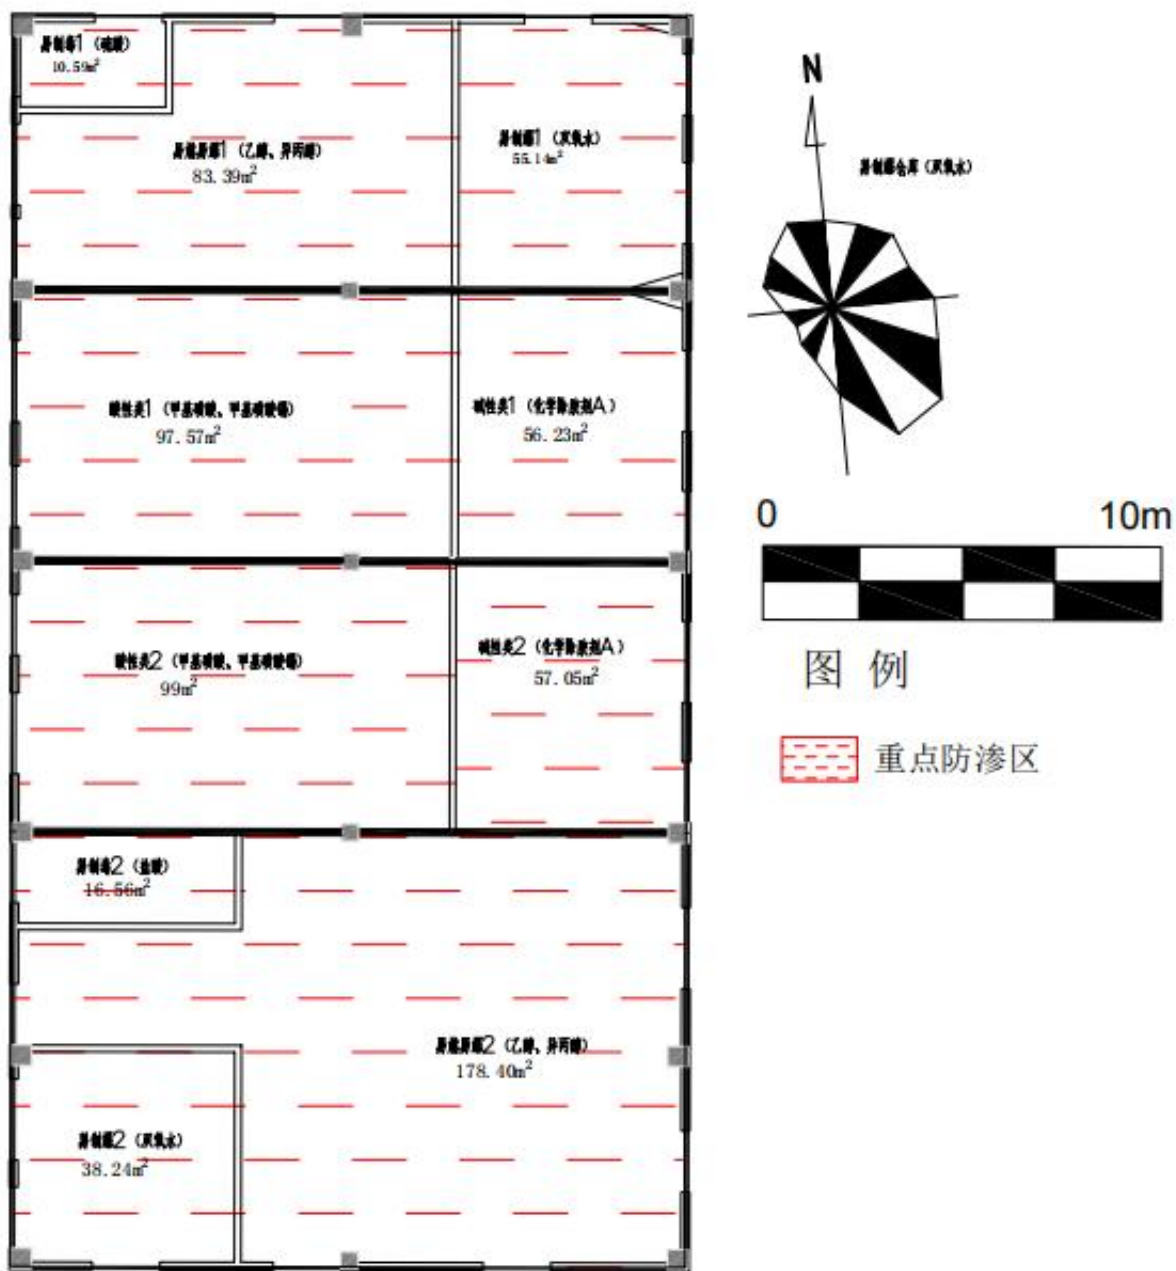 易制毒1（硫酸）
10.59m²
易燃易爆1（乙醇、异丙醇）
83.39m²
易制爆1（双氧水）
55.14m²
N
易制爆仓库（双氧水）
酸性类1（甲基磺酸、甲基磺酸锡）
97.57m²
碱性类1（化学除胶剂A）
56.23m²
0
10m
酸性类2（甲基磺酸、甲基磺酸锡）
99m²
碱性类2（化学除胶剂A）
57.05m²
图 例
重点防渗区
易制毒2（盐酸）
16.56m²
易燃易爆2（乙醇、异丙醇）
178.40m²
易制爆2（双氧水）
38.24m²